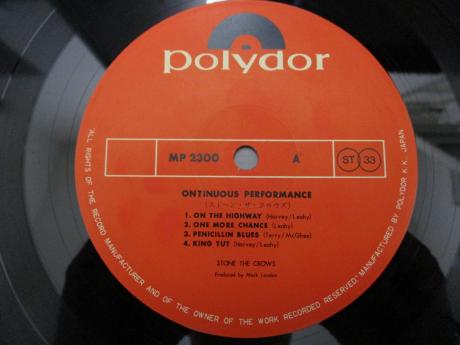 polydor
MP 2300 A ST 33
ONTINUOUS PERFORMANCE
(ストーン・ザ・クロウズ)
1. ON THE HIGHWAY (Harvey/Leahy)
2. ONE MORE CHANCE (Leahy)
3. PENICILLIN BLUES (Terry/McGhee)
4. KING TUT (Harvey/Leahy)
STONE THE CROWS
Produced by Mark London
"ALL RIGHTS OF THE RECORD MANUFACTURER AND OF THE OWNER OF THE WORK RECORDED RESERVED" MANUFACTURED BY POLYDOR K.K. JAPAN